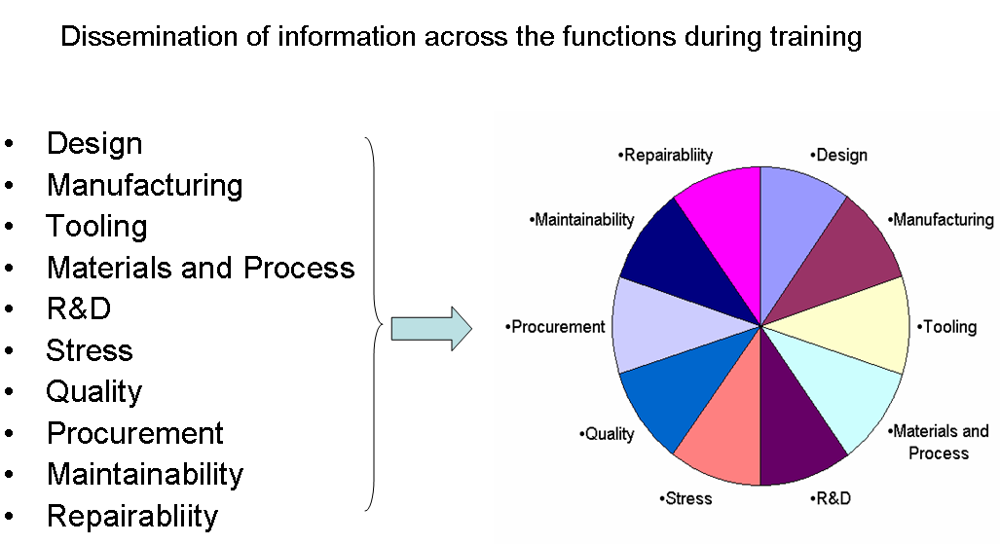 Dissemination of information across the functions during training
• Design
• Manufacturing
• Tooling
• Materials and Process
• R&D
• Stress
• Quality
• Procurement
• Maintainability
• Repairabliity
•Repairabliity
•Design
•Maintainability
•Manufacturing
•Procurement
•Tooling
•Quality
•Materials and
Process
•Stress
•R&D